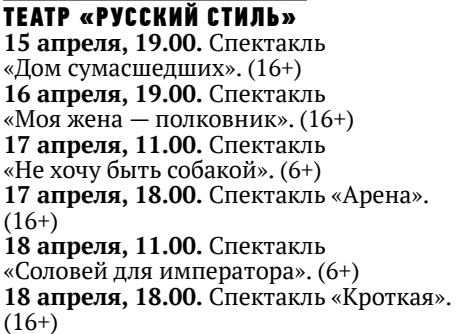 ТЕАТР «РУССКИЙ СТИЛЬ»
15 апреля, 19.00. Спектакль
«Дом сумасшедших». (16+)
16 апреля, 19.00. Спектакль
«Моя жена — полковник». (16+)
17 апреля, 11.00. Спектакль
«Не хочу быть собакой». (6+)
17 апреля, 18.00. Спектакль «Арена».
(16+)
18 апреля, 11.00. Спектакль
«Соловей для императора». (6+)
18 апреля, 18.00. Спектакль «Кроткая».
(16+)